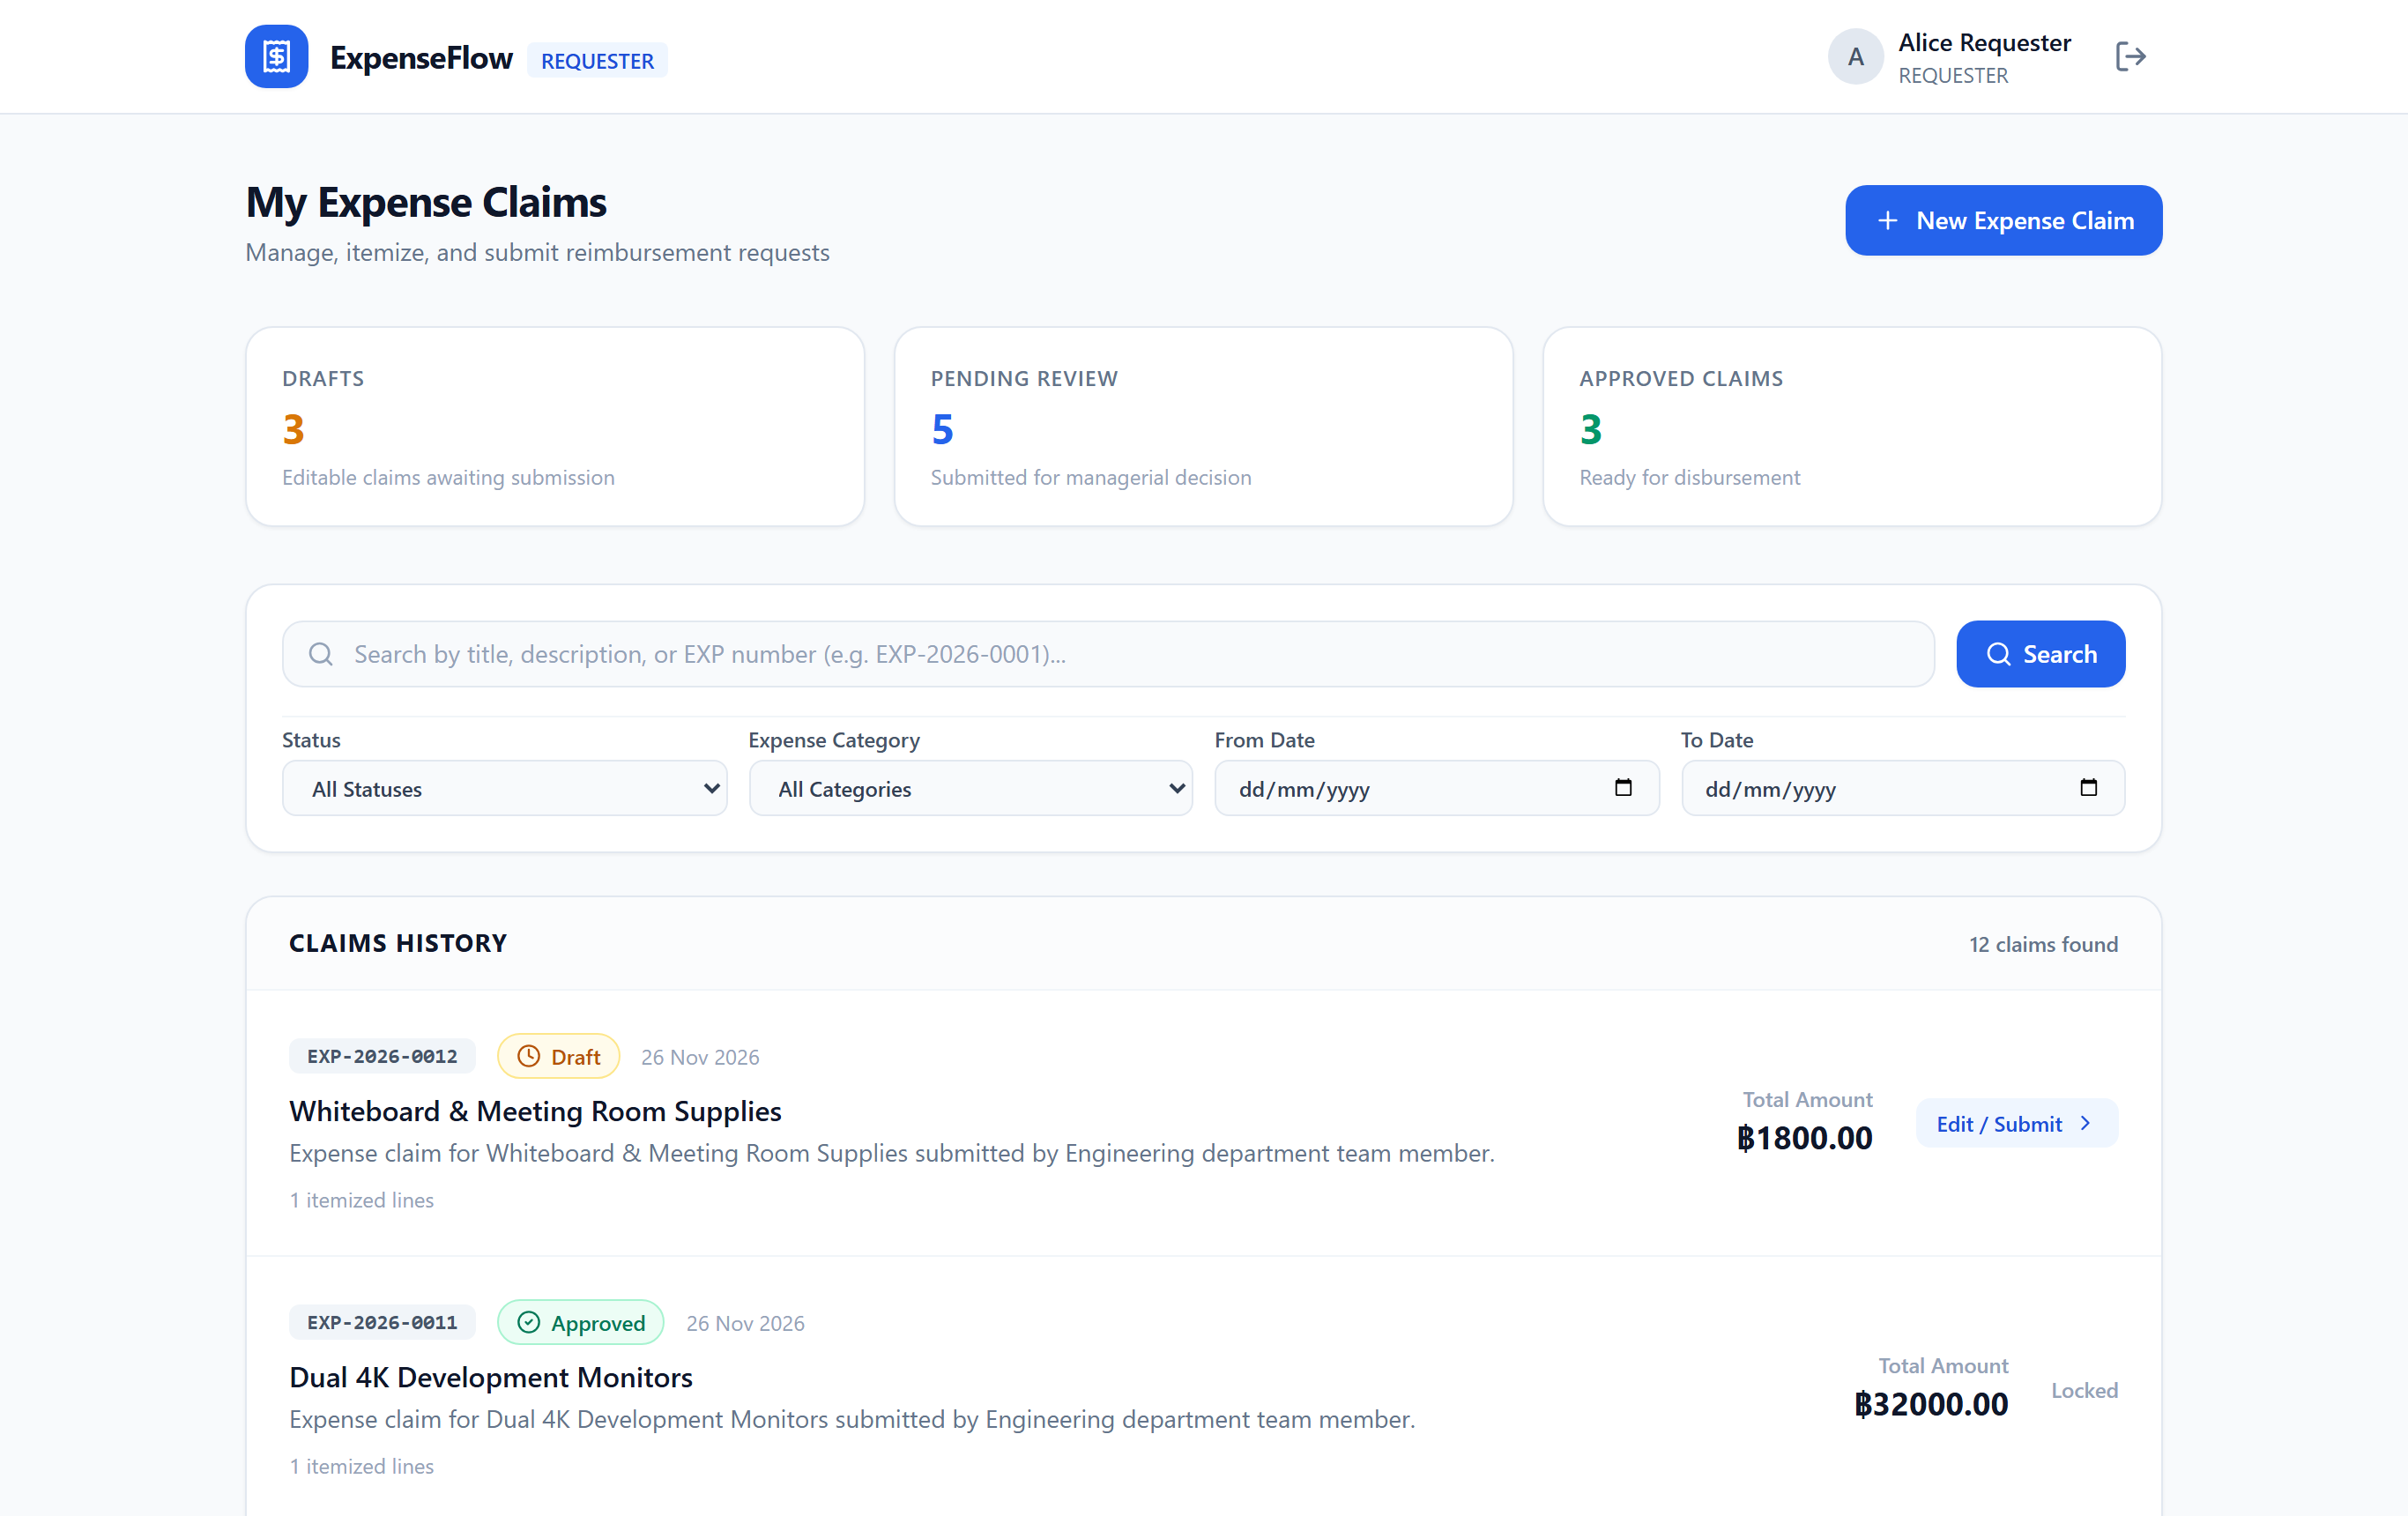 ExpenseFlow REQUESTER
A
Alice Requester
REQUESTER
My Expense Claims
Manage, itemize, and submit reimbursement requests
New Expense Claim
DRAFTS
3
Editable claims awaiting submission
PENDING REVIEW
5
Submitted for managerial decision
APPROVED CLAIMS
3
Ready for disbursement
Search by title, description, or EXP number (e.g. EXP-2026-0001)...
Search
Status
All Statuses
Expense Category
All Categories
From Date
dd/mm/yyyy
To Date
dd/mm/yyyy
CLAIMS HISTORY
12 claims found
EXP-2026-0012 Draft 26 Nov 2026
Whiteboard & Meeting Room Supplies
Expense claim for Whiteboard & Meeting Room Supplies submitted by Engineering department team member.
1 itemized lines
Total Amount
฿1800.00
Edit / Submit
EXP-2026-0011 Approved 26 Nov 2026
Dual 4K Development Monitors
Expense claim for Dual 4K Development Monitors submitted by Engineering department team member.
1 itemized lines
Total Amount
฿32000.00
Locked